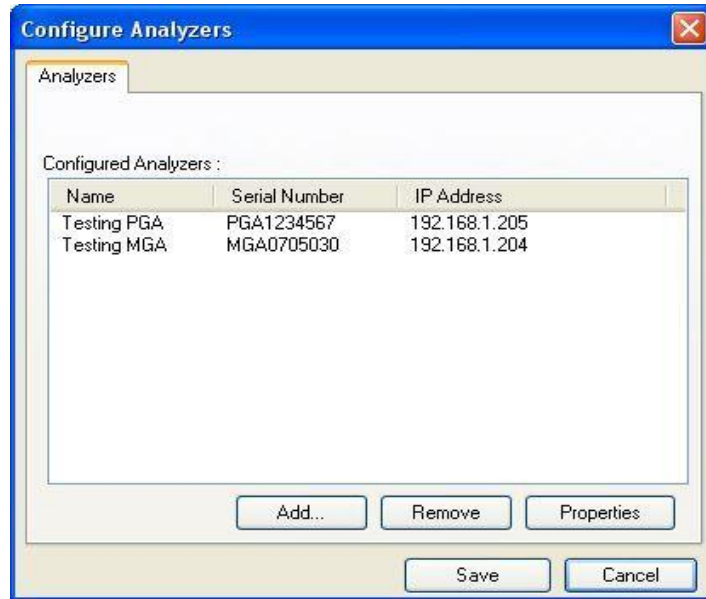 Configure Analyzers
Analyzers
Configured Analyzers :
Name Serial Number IP Address
Testing PGA PGA1234567 192.168.1.205
Testing MGA MGA0705030 192.168.1.204
Add... Remove Properties
Save Cancel